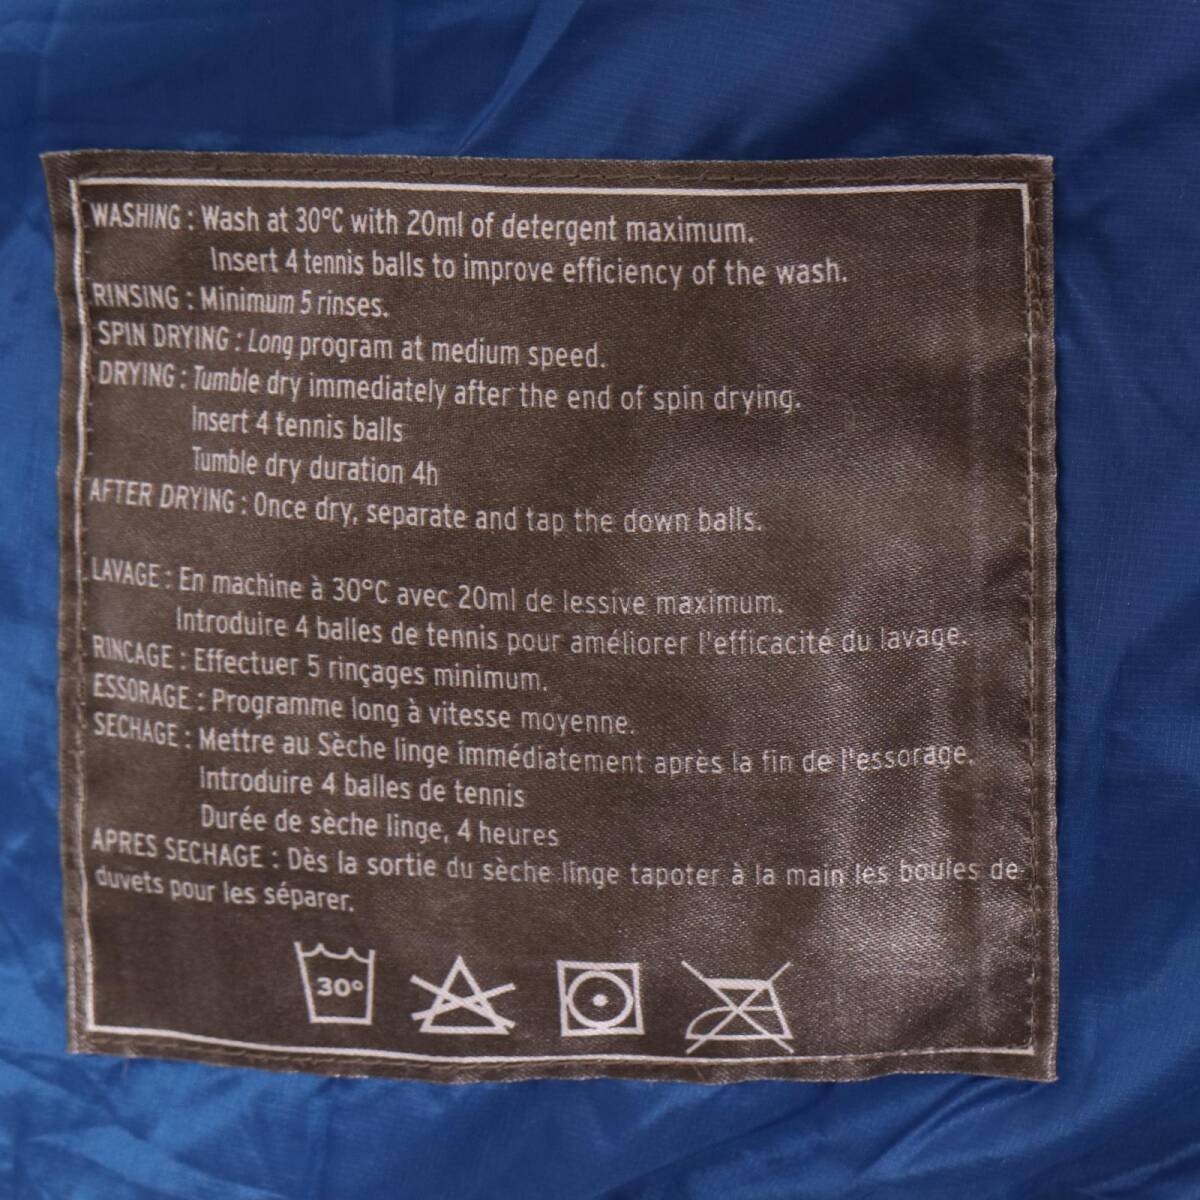 WASHING : Wash at 30°C with 20ml of detergent maximum.
Insert 4 tennis balls to improve efficiency of the wash.
RINSING : Minimum 5 rinses.
SPIN DRYING : Long program at medium speed.
DRYING : Tumble dry immediately after the end of spin drying.
Insert 4 tennis balls
Tumble dry duration 4h
AFTER DRYING : Once dry, separate and tap the down balls.
LAVAGE : En machine à 30°C avec 20ml de lessive maximum.
Introduire 4 balles de tennis pour améliorer l'efficacité du lavage.
RINCAGE : Effectuer 5 rinçages minimum.
ESSORAGE : Programme long à vitesse moyenne.
SECHAGE : Mettre au Sèche linge immédiatement après la fin de l'essorage.
Introduire 4 balles de tennis
Durée de sèche linge, 4 heures
APRES SECHAGE : Dès la sortie du sèche linge tapoter à la main les boules de
duvets pour les séparer.
30°